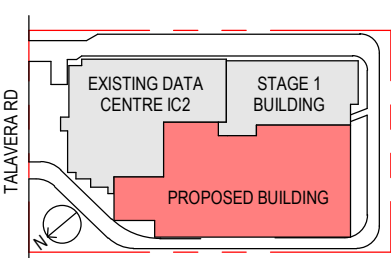 EXISTING DATA
CENTRE IC2
STAGE 1
BUILDING
TALAVERA RD
PROPOSED BUILDING
N